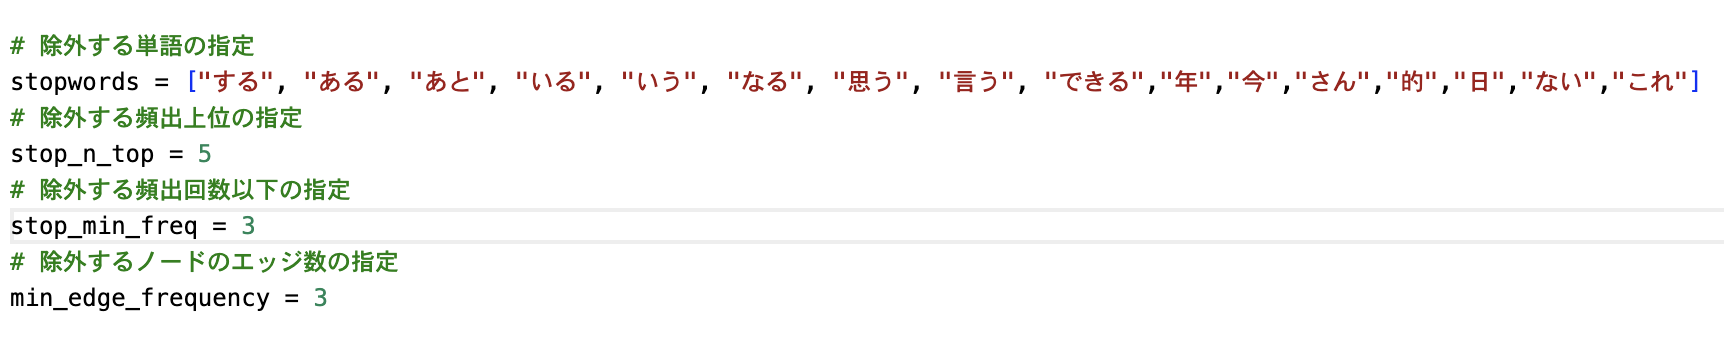 # 除外する単語の指定
stopwords = ["する", "ある", "あと", "いる", "いう", "なる", "思う", "言う", "できる","年","今","さん","的","日","ない","これ"]
# 除外する頻出上位の指定
stop_n_top = 5
# 除外する頻出回数以下の指定
stop_min_freq = 3
# 除外するノードのエッジ数の指定
min_edge_frequency = 3